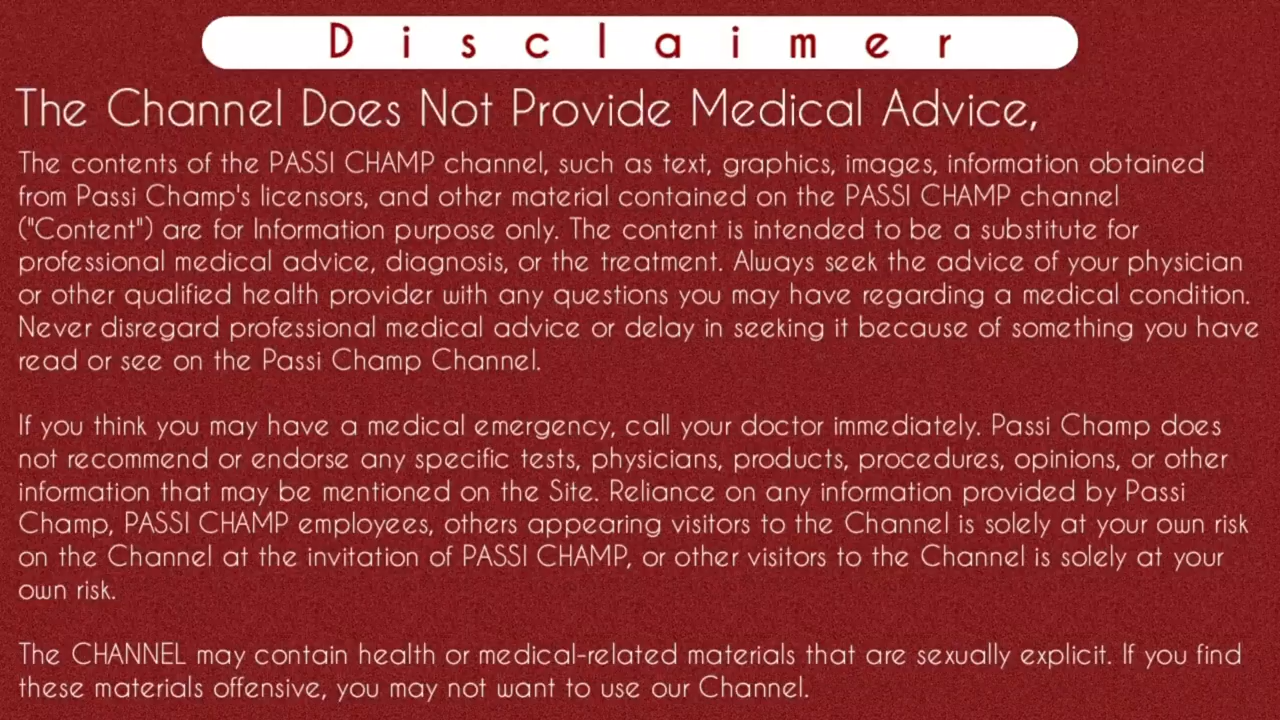 Disclaimer
The Channel Does Not Provide Medical Advice,
The contents of the PASSI CHAMP channel, such as text, graphics, images, information obtained
from Passi Champ's licensors, and other material contained on the PASSI CHAMP channel
("Content") are for Information purpose only. The content is intended to be a substitute for
professional medical advice, diagnosis, or the treatment. Always seek the advice of your physician
or other qualified health provider with any questions you may have regarding a medical condition.
Never disregard professional medical advice or delay in seeking it because of something you have
read or see on the Passi Champ Channel.
If you think you may have a medical emergency, call your doctor immediately. Passi Champ does
not recommend or endorse any specific tests, physicians, products, procedures, opinions, or other
information that may be mentioned on the Site. Reliance on any information provided by Passi
Champ, PASSI CHAMP employees, others appearing visitors to the Channel is solely at your own risk
on the Channel at the invitation of PASSI CHAMP, or other visitors to the Channel is solely at your
own risk.
The CHANNEL may contain health or medical-related materials that are sexually explicit. If you find
these materials offensive, you may not want to use our Channel.